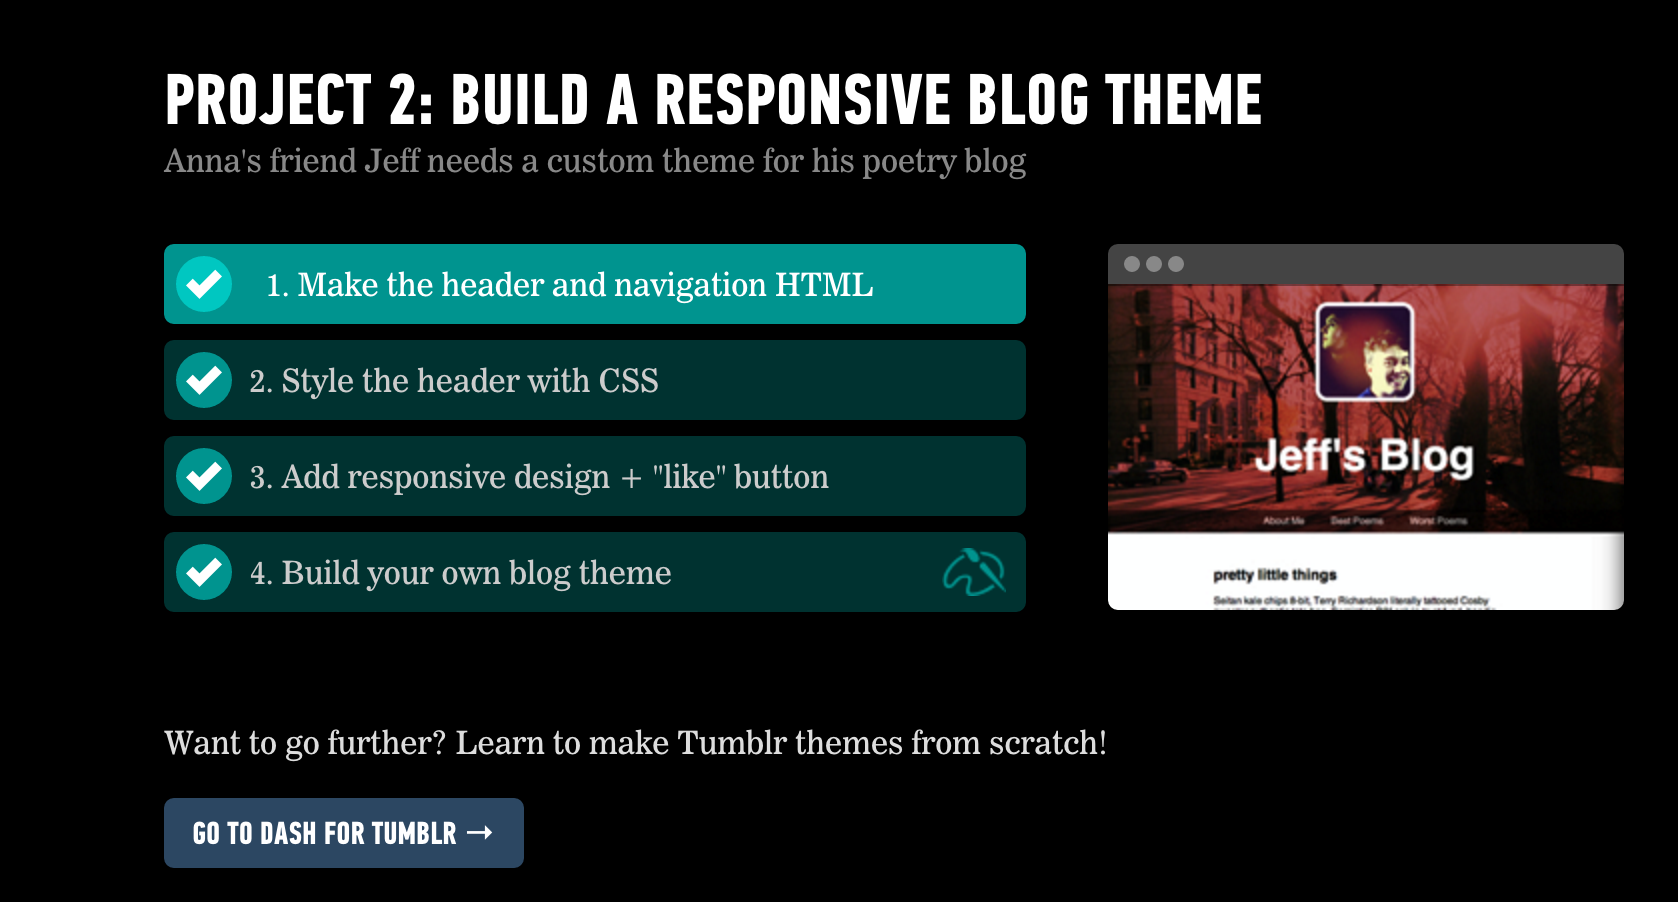 PROJECT 2: BUILD A RESPONSIVE BLOG THEME
Anna's friend Jeff needs a custom theme for his poetry blog
1. Make the header and navigation HTML
2. Style the header with CSS
3. Add responsive design + "like" button
4. Build your own blog theme
Jeff's Blog
About Me Best Poems Worst Poems
pretty little things
Seitan kale chips 8-bit, Terry Richardson literally tattooed Cosby
Want to go further? Learn to make Tumblr themes from scratch!
GO TO DASH FOR TUMBLR →